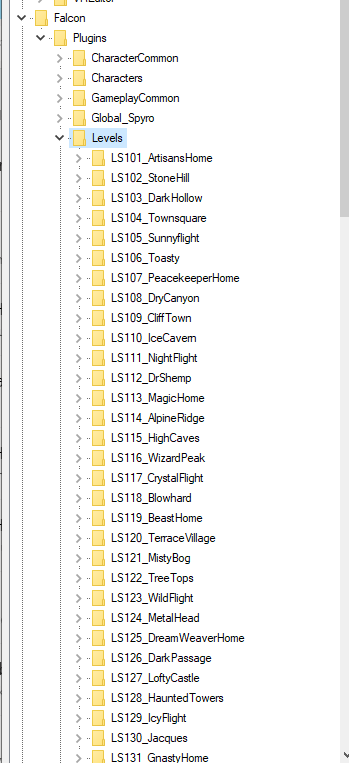 Falcon
Plugins
CharacterCommon
Characters
GameplayCommon
Global_Spyro
Levels
LS101_ArtisansHome
LS102_StoneHill
LS103_DarkHollow
LS104_Townsquare
LS105_Sunnyflight
LS106_Toasty
LS107_PeacekeeperHome
LS108_DryCanyon
LS109_CliffTown
LS110_IceCavern
LS111_NightFlight
LS112_DrShemp
LS113_MagicHome
LS114_AlpineRidge
LS115_HighCaves
LS116_WizardPeak
LS117_CrystalFlight
LS118_Blowhard
LS119_BeastHome
LS120_TerraceVillage
LS121_MistyBog
LS122_TreeTops
LS123_WildFlight
LS124_MetalHead
LS125_DreamWeaverHome
LS126_DarkPassage
LS127_LoftyCastle
LS128_HauntedTowers
LS129_IcyFlight
LS130_Jacques
LS131_GnastyHome